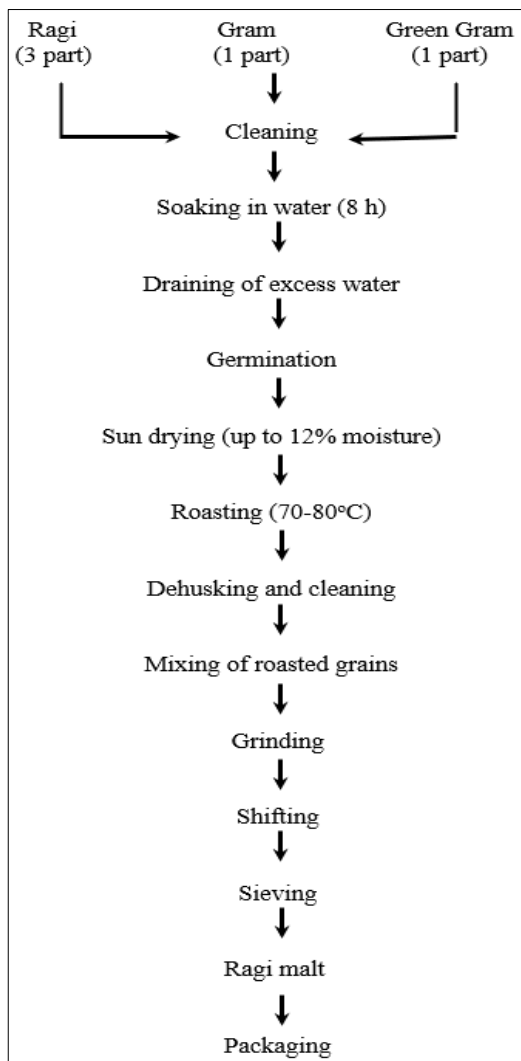 Ragi Gram Green Gram
(3 part) (1 part) (1 part)
Cleaning
Soaking in water (8 h)
Draining of excess water
Germination
Sun drying (up to 12% moisture)
Roasting (70-80°C)
Dehusking and cleaning
Mixing of roasted grains
Grinding
Shifting
Sieving
Ragi malt
Packaging